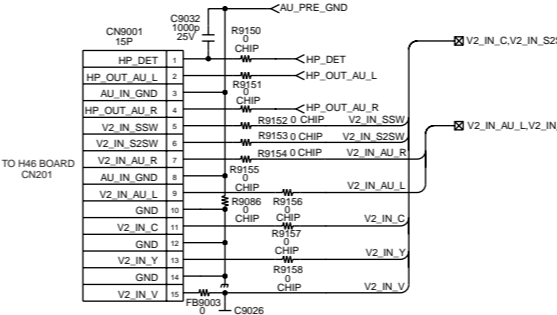 AU_PRE_GND
C9032
1000p
25V
CN9001
15P
R9150
0
CHIP
V2_IN_C,V2_IN_S2S
HP_DET 1 HP_DET
HP_OUT_AU_L 2 HP_OUT_AU_L
R9151
0
CHIP
AU_IN_GND 3
HP_OUT_AU_R 4 HP_OUT_AU_R
V2_IN_SSW 5 R9152 0 CHIP V2_IN_SSW
V2_IN_AU_L,V2_IN
V2_IN_S2SW 6 R9153 0 CHIP V2_IN_S2SW
V2_IN_AU_R 7 R9154 0 CHIP V2_IN_AU_R
TO H46 BOARD
CN201
AU_IN_GND 8
R9155
0
CHIP
V2_IN_AU_L 9 V2_IN_AU_L
R9086
0
CHIP
R9156
0
CHIP
GND 10
V2_IN_C 11 V2_IN_C
R9157
0
CHIP
GND 12
V2_IN_Y 13 V2_IN_Y
R9158
0
CHIP
GND 14
V2_IN_V 15 V2_IN_V
FB9003
0
C9026